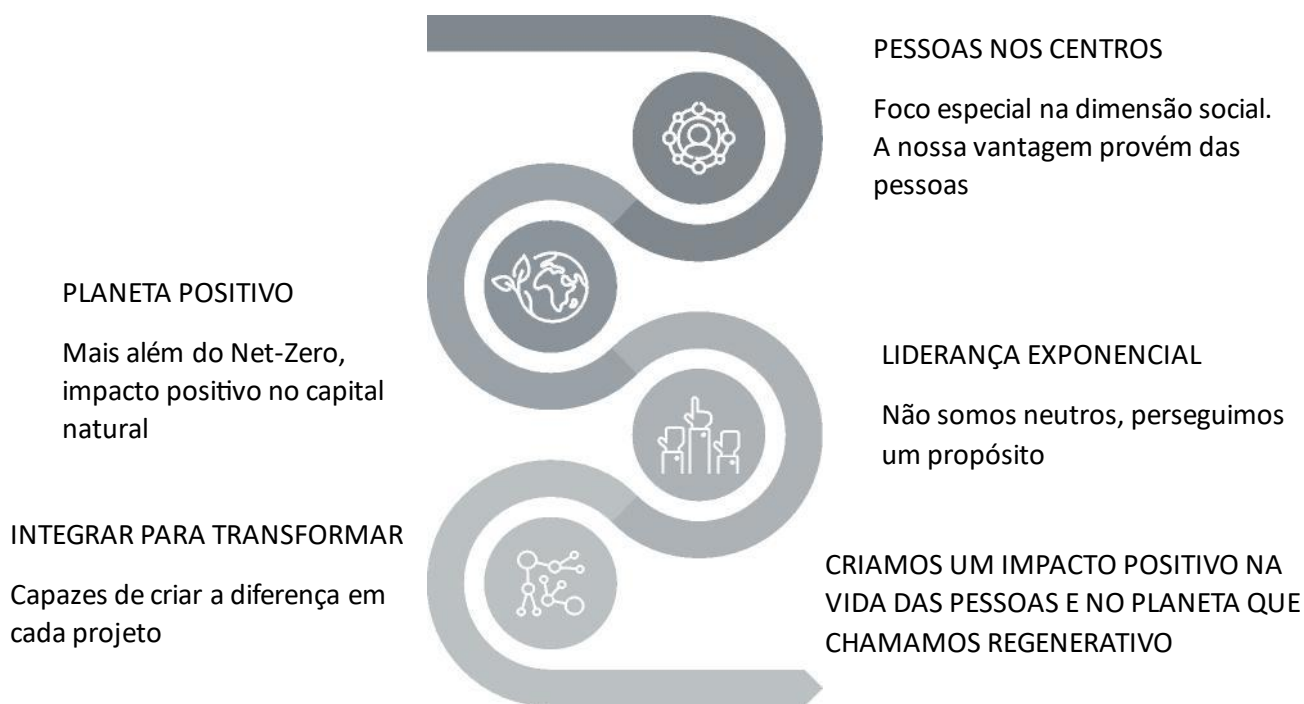 PESSOAS NOS CENTROS
Foco especial na dimensão social.
A nossa vantagem provém das
pessoas
PLANETA POSITIVO
Mais além do Net-Zero,
impacto positivo no capital
natural
LIDERANÇA EXPONENCIAL
Não somos neutros, perseguimos
um propósito
INTEGRAR PARA TRANSFORMAR
Capazes de criar a diferença em
cada projeto
CRIAMOS UM IMPACTO POSITIVO NA
VIDA DAS PESSOAS E NO PLANETA QUE
CHAMAMOS REGENERATIVO